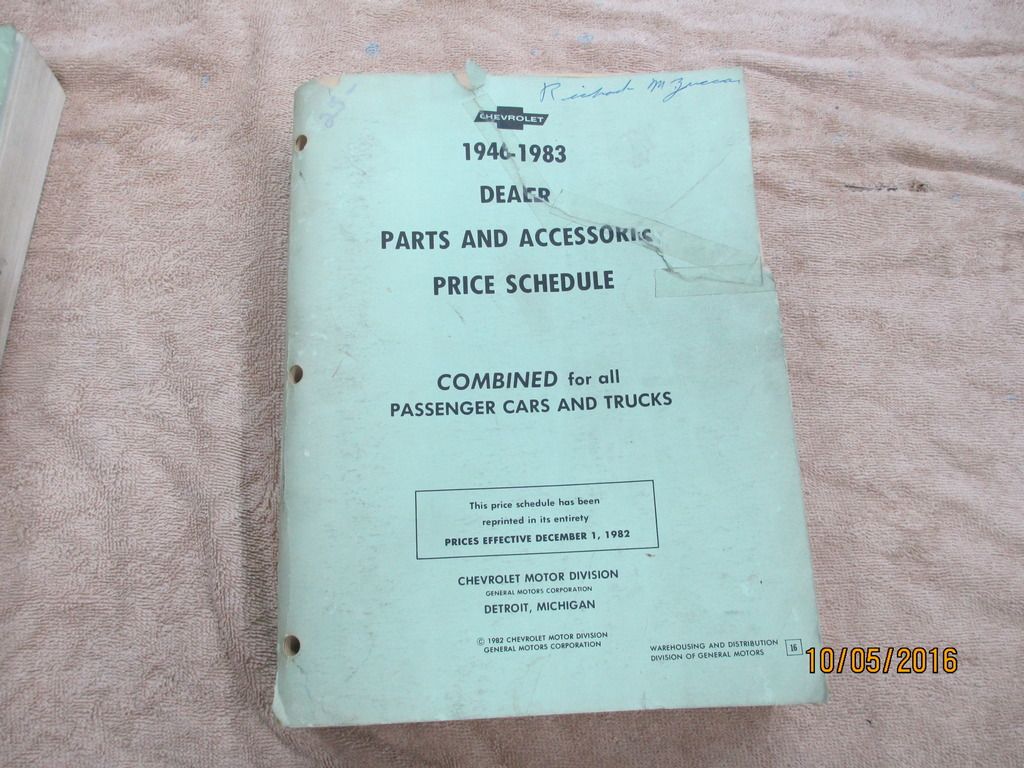 25-
Richard M
CHEVROLET
1946-1983
DEALER
PARTS AND ACCESSORIES
PRICE SCHEDULE
COMBINED for all
PASSENGER CARS AND TRUCKS
This price schedule has been
reprinted in its entirety
PRICES EFFECTIVE DECEMBER 1, 1982
CHEVROLET MOTOR DIVISION
GENERAL MOTORS CORPORATION
DETROIT, MICHIGAN
© 1982 CHEVROLET MOTOR DIVISION
GENERAL MOTORS CORPORATION
WAREHOUSING AND DISTRIBUTION
DIVISION OF GENERAL MOTORS
16
10/05/2016